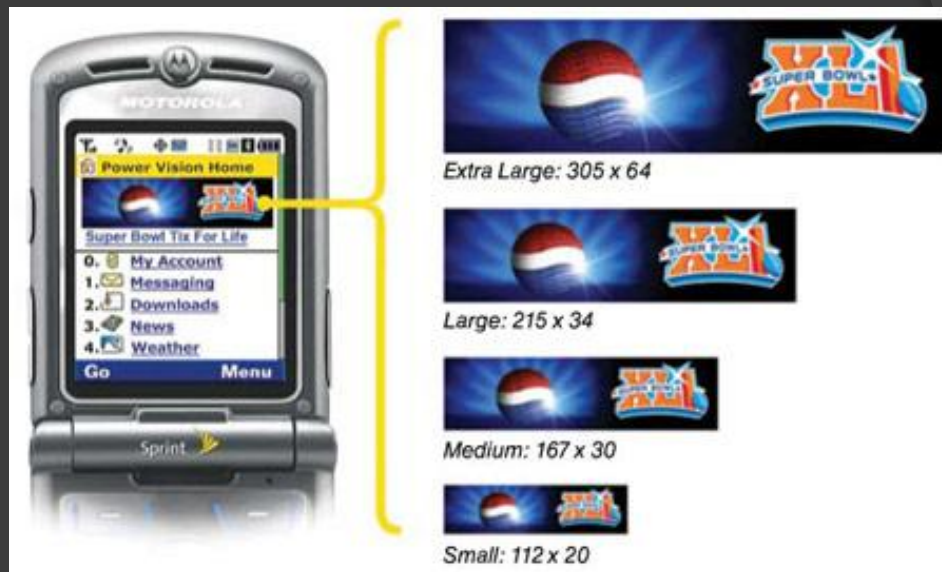 MOTOROLA
Power Vision Home
XLI
SUPER BOWL
Super Bowl Tix For Life
0. My Account
1. Messaging
2. Downloads
3. News
4. Weather
Go Menu
Sprint
XLI
SUPER BOWL
Extra Large: 305 x 64
XLI
SUPER BOWL
Large: 215 x 34
XLI
SUPER BOWL
Medium: 167 x 30
XLI
Small: 112 x 20